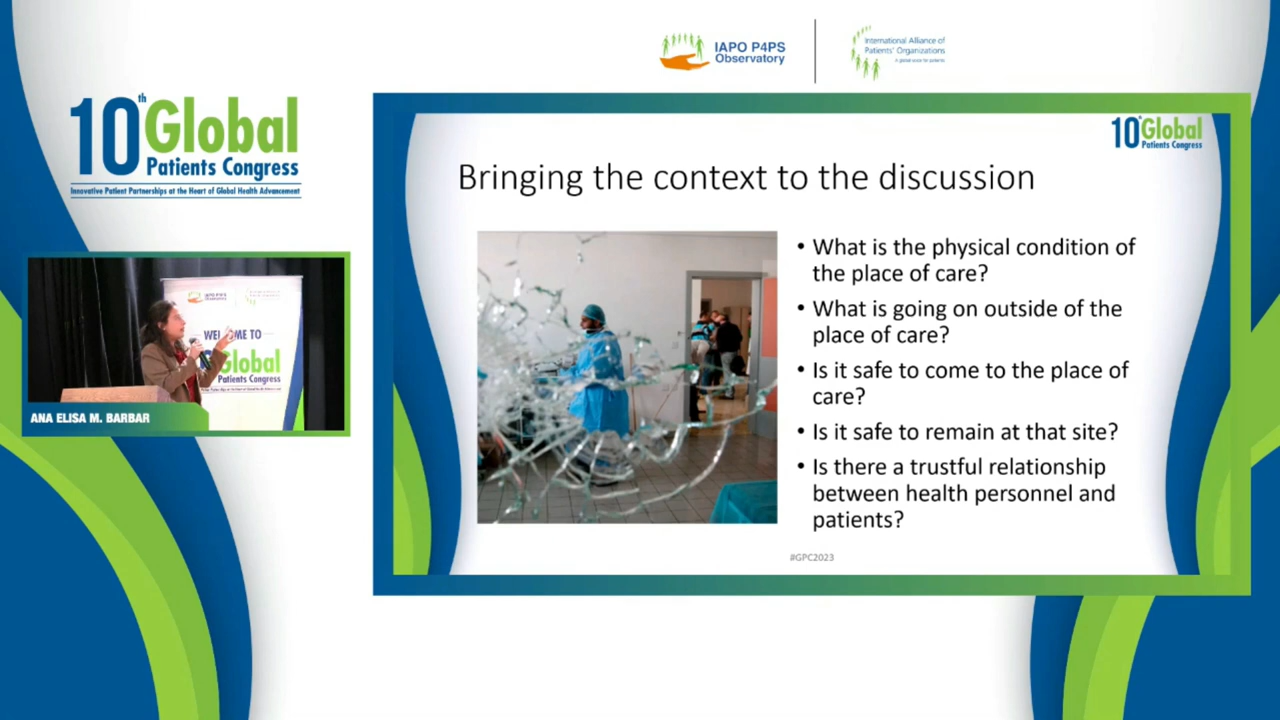 IAPO P4PS
Observatory
International Alliance of
Patients' Organizations
A global voice for patients
10th Global
Patients Congress
Innovative Patient Partnerships at the Heart of Global Health Advancement
10 Global
Patients Congress
Bringing the context to the discussion
• What is the physical condition of
the place of care?
• What is going on outside of the
place of care?
• Is it safe to come to the place of
care?
• Is it safe to remain at that site?
• Is there a trustful relationship
between health personnel and
patients?
#GPC2023
IAPO P4PS
Observatory
WELCOME TO
Global
Patients Congress
ANA ELISA M. BARBAR